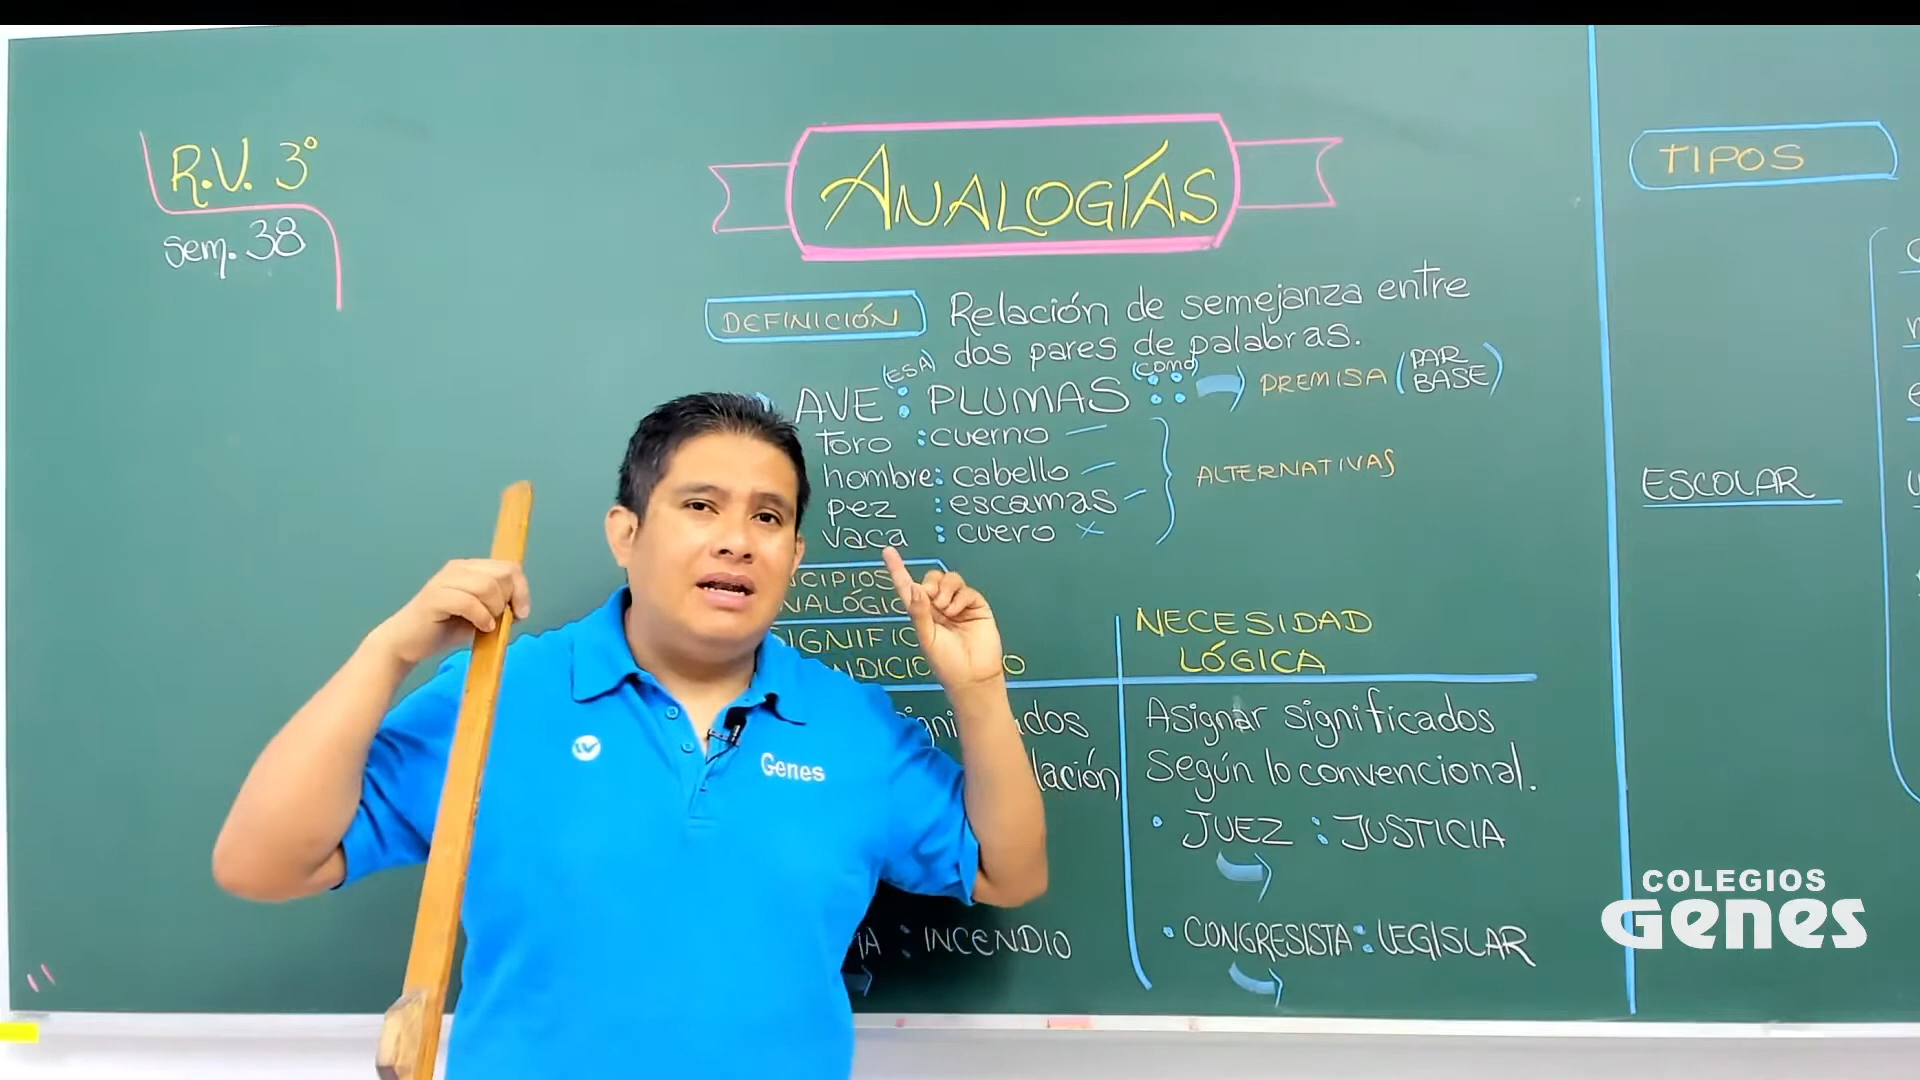 R.V. 3°
sem. 38
ANALOGÍAS
DEFINICIÓN
Relación de semejanza entre
dos pares de palabras.
(ES A)
(COMO)
AVE : PLUMAS ::
PREMISA (PAR
BASE)
toro : cuerno
hombre: cabello
pez : escamas
vaca : cuero x
ALTERNATIVAS
NECESIDAD
LÓGICA
Asignar significados
Según lo convencional.
• JUEZ : JUSTICIA
• CONGRESISTA : LEGISLAR
: INCENDIO
TIPOS
ESCOLAR
Genes
COLEGIOS
Genes